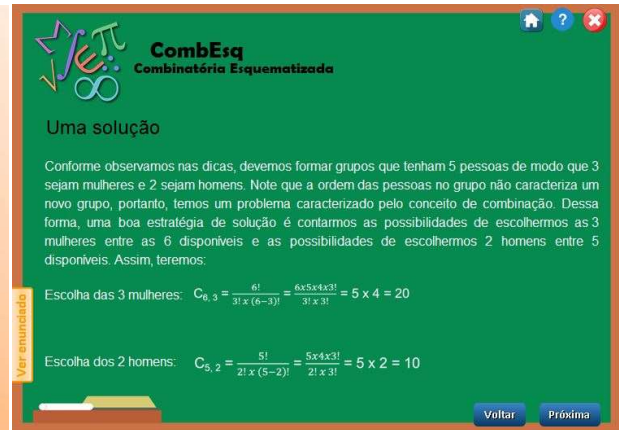 CombEsq
Combinatória Esquematizada
?
Uma solução
Conforme observamos nas dicas, devemos formar grupos que tenham 5 pessoas de modo que 3
sejam mulheres e 2 sejam homens. Note que a ordem das pessoas no grupo não caracteriza um
novo grupo, portanto, temos um problema caracterizado pelo conceito de combinação. Dessa
forma, uma boa estratégia de solução é contarmos as possibilidades de escolhermos as 3
mulheres entre as 6 disponíveis e as possibilidades de escolhermos 2 homens entre 5
disponíveis. Assim, teremos:
Escolha das 3 mulheres: C6, 3 = 6! / 3! x (6−3)! = 6x5x4x3! / 3! x 3! = 5 x 4 = 20
Ver enunciado
Escolha dos 2 homens: C5, 2 = 5! / 2! x (5−2)! = 5x4x3! / 2! x 3! = 5 x 2 = 10
Voltar Próxima